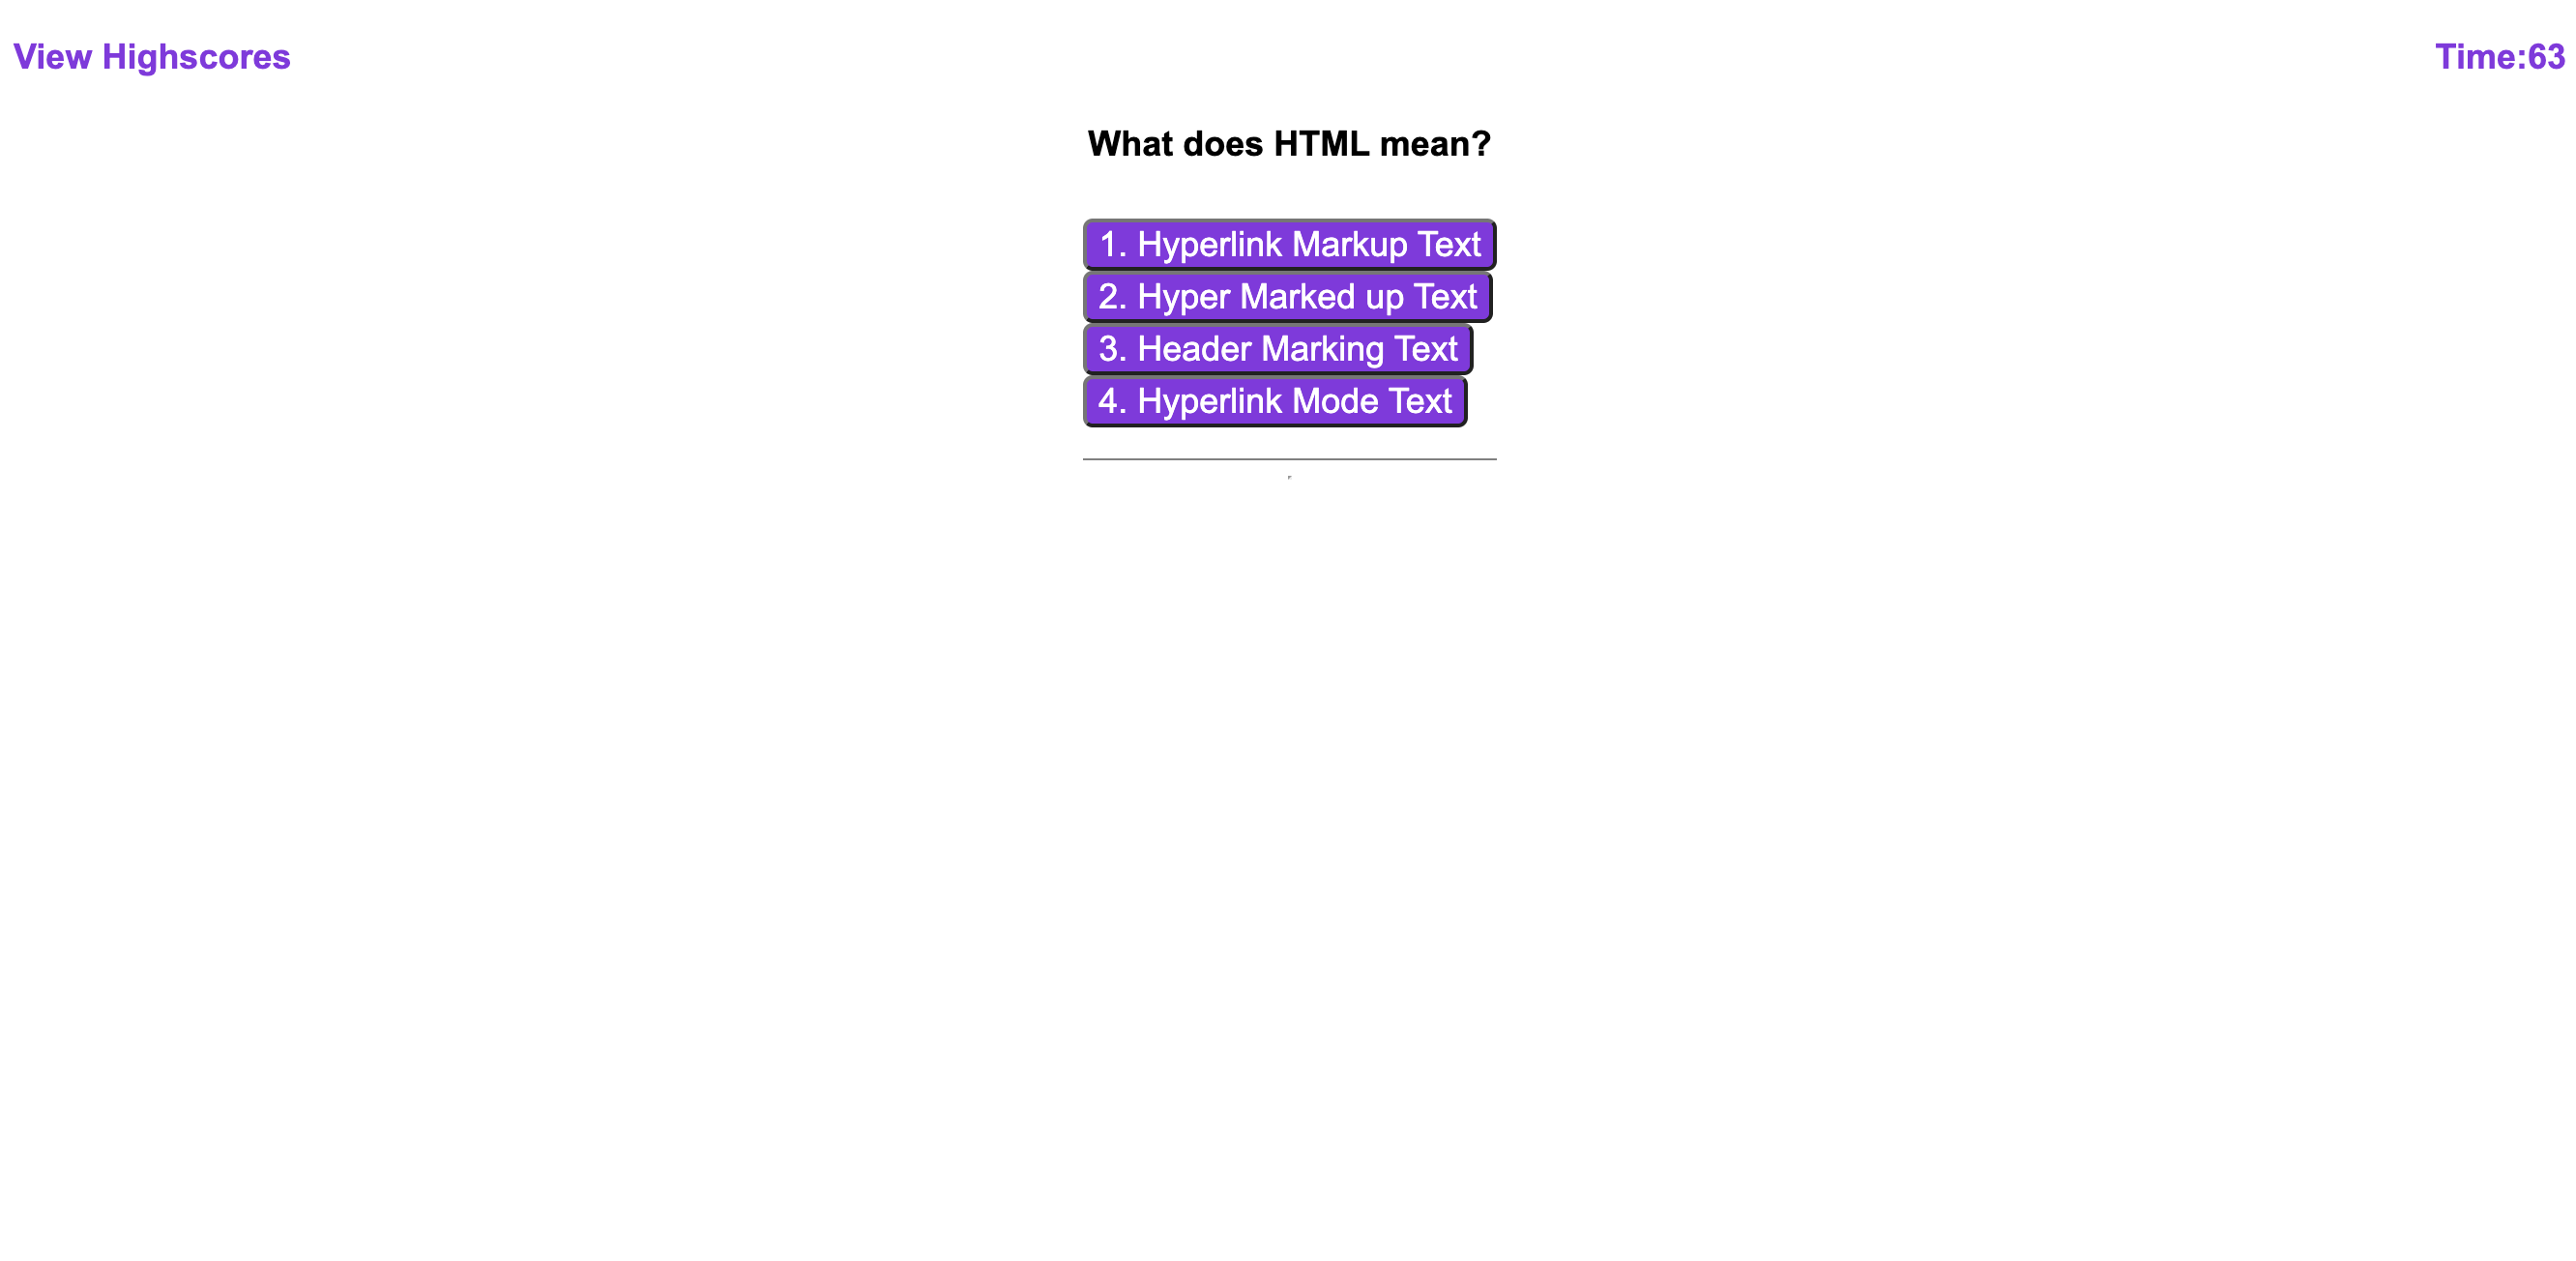 View Highscores
Time:63
What does HTML mean?
1. Hyperlink Markup Text
2. Hyper Marked up Text
3. Header Marking Text
4. Hyperlink Mode Text